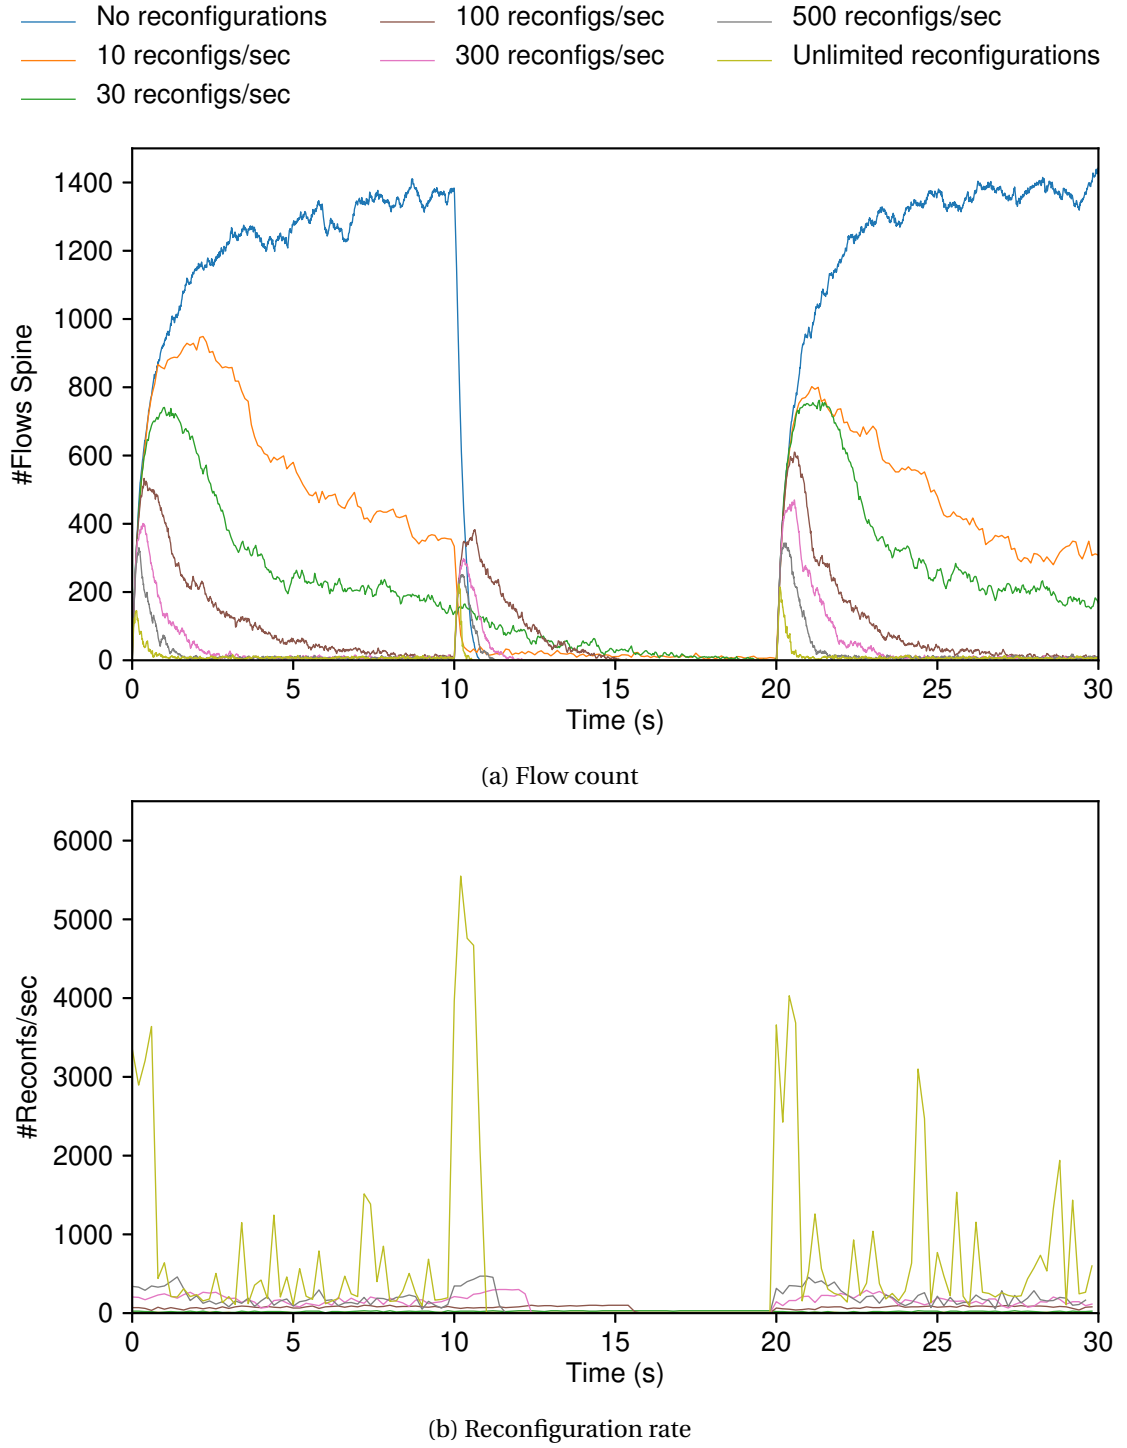 No reconfigurations 100 reconfigs/sec 500 reconfigs/sec
10 reconfigs/sec 300 reconfigs/sec Unlimited reconfigurations
30 reconfigs/sec
#Flows Spine
1400
1200
1000
800
600
400
200
0
0 5 10 15 20 25 30
Time (s)
(a) Flow count
#Reconfs/sec
6000
5000
4000
3000
2000
1000
0
0 5 10 15 20 25 30
Time (s)
(b) Reconfiguration rate